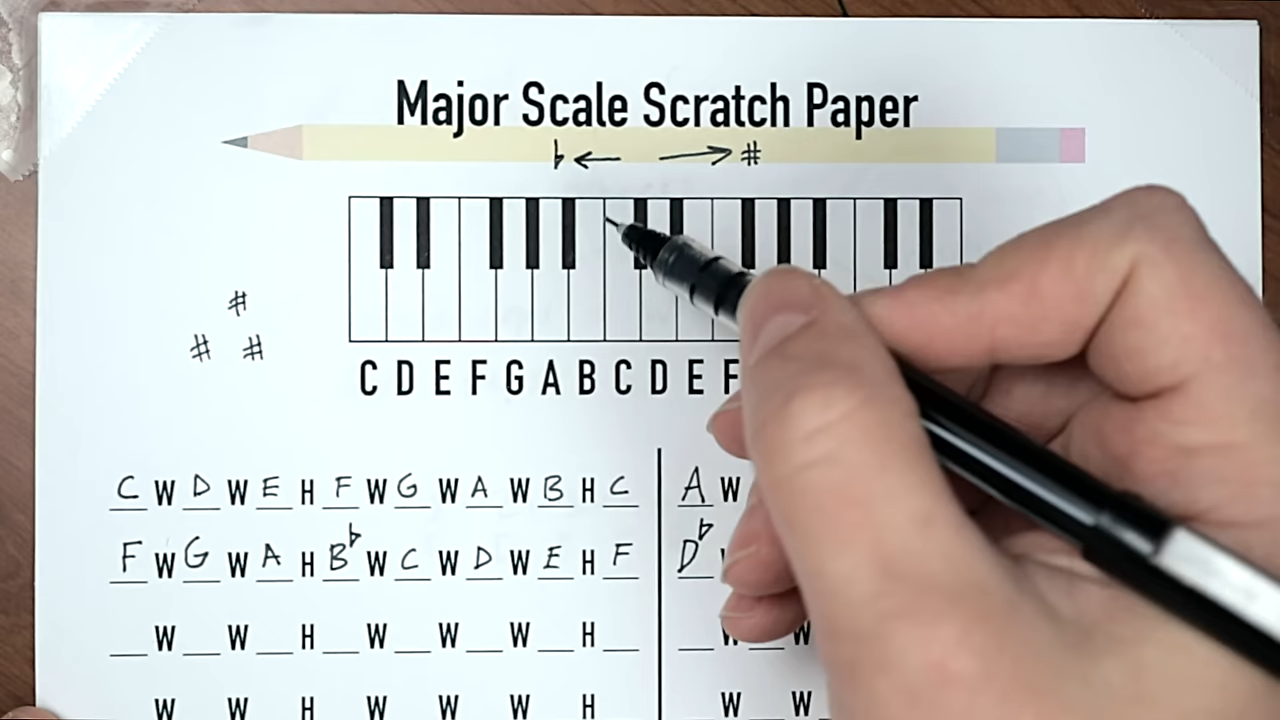 Major Scale Scratch Paper
♭ ← → #
#
# #
C D E F G A B C D E F
C W D W E H F W G W A W B H C A W
F W G W A H B♭ W C W D W E H F D♭
W W H W W W H W W
W W H W W W H W W